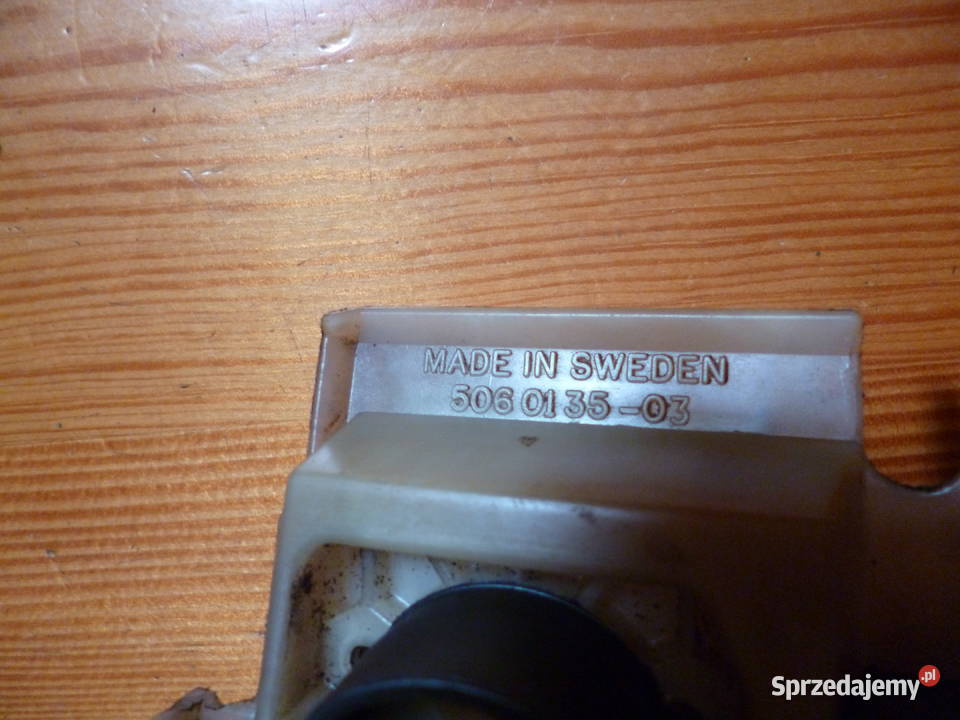 MADE IN SWEDEN
506 01 35-03
Sprzedajemy.pl